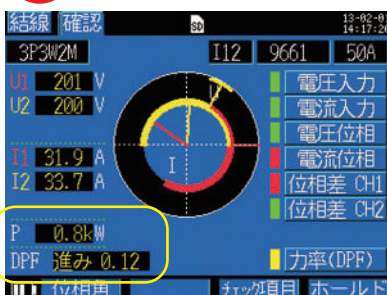 結線 確認 SD 13-02-0
14:17:2
3P3W2M I12 9661 50A
U1 201 V
U2 200 V
I1 31.9 A
I2 33.7 A
P 0.8kW
DPF 進み 0.12
U
I
電圧入力
電流入力
電圧位相
電流位相
位相差 CH1
位相差 CH2
力率(DPF)
位相角 チェック項目 ホールド